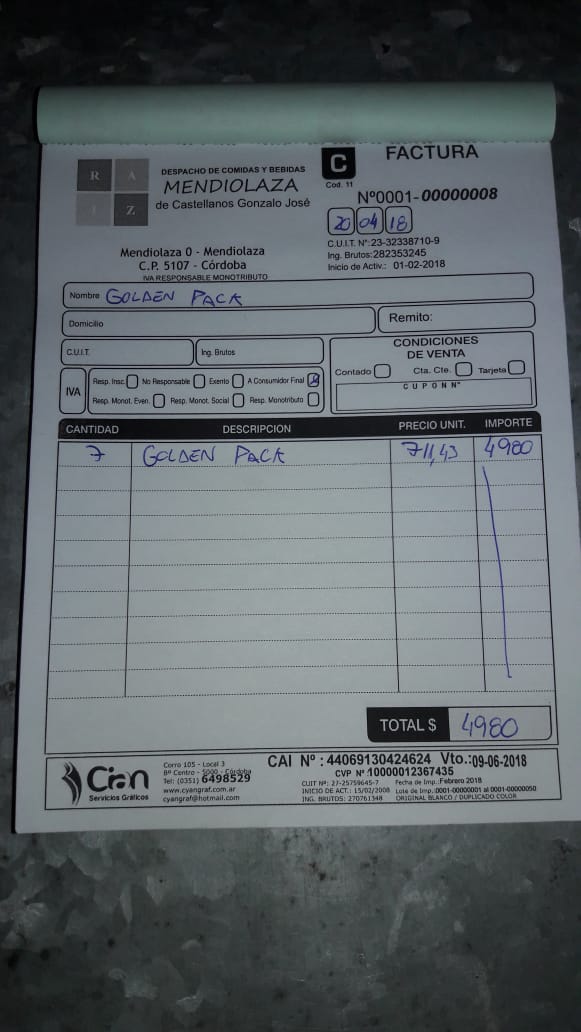 R A
I Z
DESPACHO DE COMIDAS Y BEBIDAS
MENDIOLAZA
de Castellanos Gonzalo José
Mendiolaza 0 - Mendiolaza
C.P. 5107 - Córdoba
IVA RESPONSABLE MONOTRIBUTO
C
Cod. 11
FACTURA
Nº0001-00000008
20 04 18
C.U.I.T. Nº:23-32338710-9
Ing. Brutos:282353245
Inicio de Activ.: 01-02-2018
Nombre GOLDEN PACK
Domicilio
Remito:
C.U.I.T.
Ing. Brutos
CONDICIONES
DE VENTA
Contado Cta. Cte. Tarjeta
CUPON Nº
IVA
Resp. Insc. No Responsable Exento A Consumidor Final
Resp. Monot. Even. Resp. Monot. Social Resp. Monotributo
CANTIDAD DESCRIPCION PRECIO UNIT. IMPORTE
7 GOLDEN PACK 711,43 4980
TOTAL $ 4980
Cian
Servicios Gráficos
Corro 105 - Local 3
Bº Centro - 5000 - Córdoba
Tel: (0351) 6498529
www.cyangraf.com.ar
cyangraf@hotmail.com
CAI Nº : 44069130424624 Vto.:09-06-2018
CVP Nº 10000012367435
CUIT Nº: 27-25759645-7 Fecha de Imp.:Febrero 2018
INICIO DE ACT.: 15/02/2008 Lote de Imp.:0001-00000001 al 0001-00000050
ING. BRUTOS: 270761348 ORIGINAL BLANCO / DUPLICADO COLOR